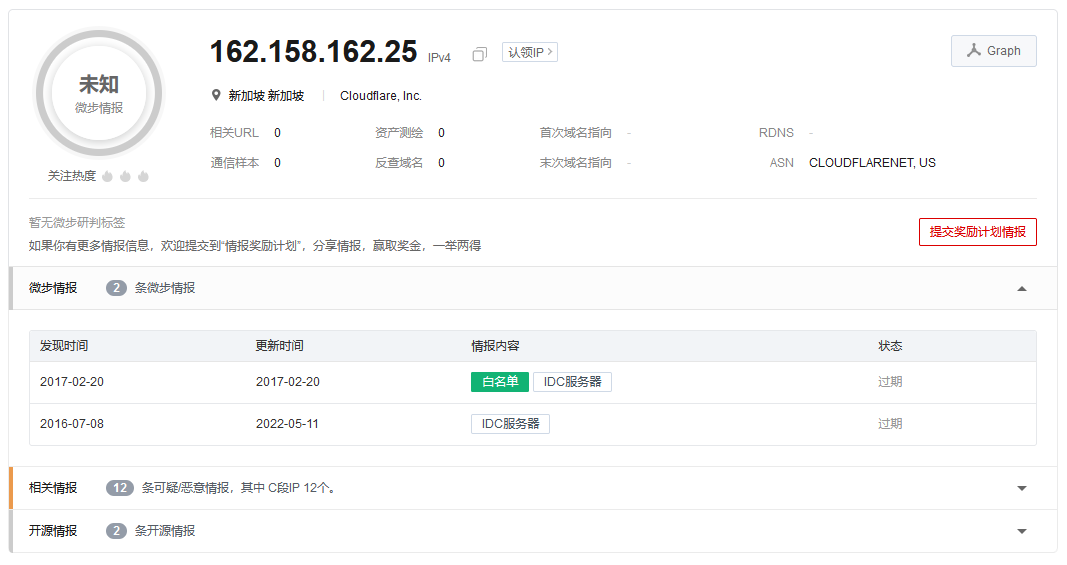 未知
微步情报
关注热度
162.158.162.25 IPv4 认领IP >
Graph
新加坡 新加坡 Cloudflare, Inc.
相关URL 0 资产测绘 0 首次域名指向 - RDNS -
通信样本 0 反查域名 0 末次域名指向 - ASN CLOUDFLARENET, US
暂无微步研判标签
如果你有更多情报信息，欢迎提交到“情报奖励计划”，分享情报，赢取奖金，一举两得
提交奖励计划情报
微步情报 2 条微步情报
发现时间 更新时间 情报内容 状态
2017-02-20 2017-02-20 白名单 IDC服务器 过期
2016-07-08 2022-05-11 IDC服务器 过期
相关情报 12 条可疑/恶意情报，其中 C段IP 12个。
开源情报 2 条开源情报